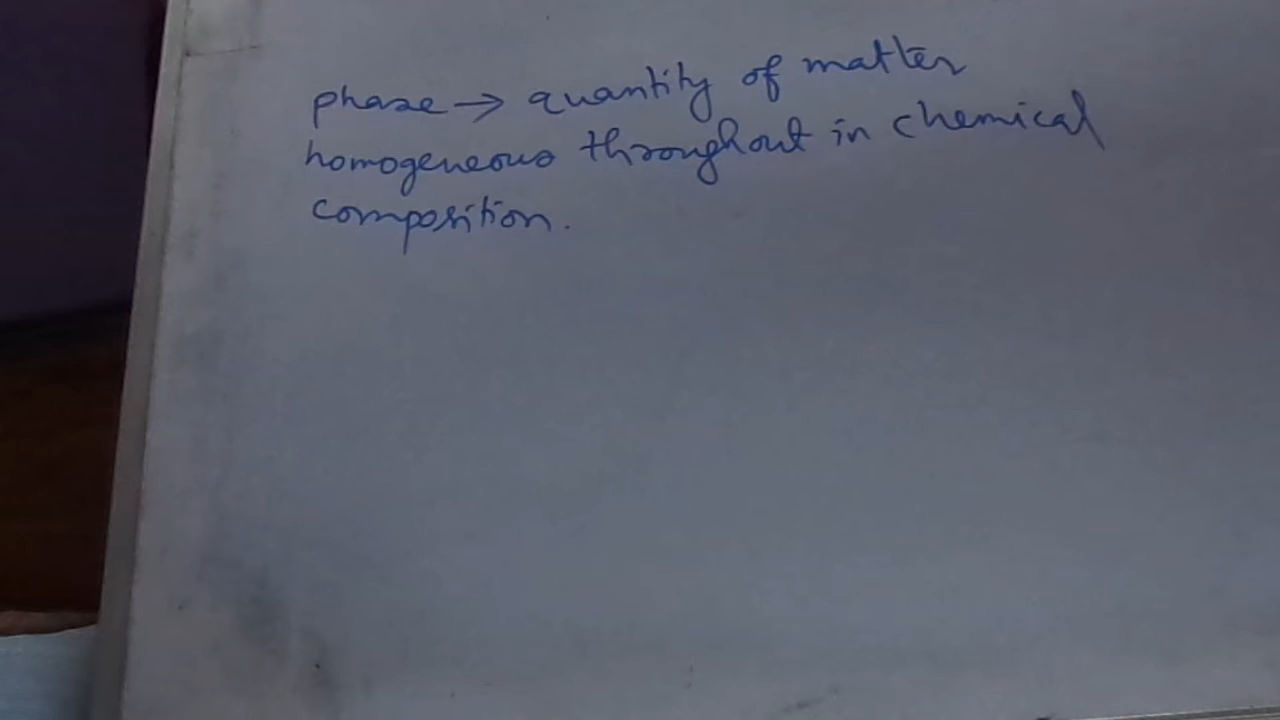 phase → quantity of matter
homogeneous throughout in chemical
composition.